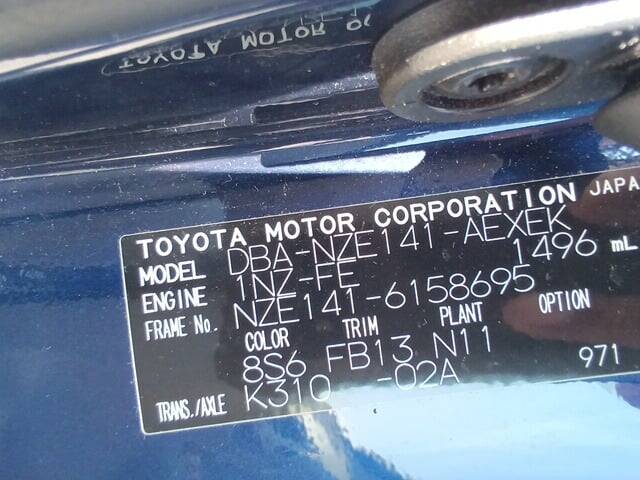 TOYOTA MOTOR CORPORATION JAPA
MODEL DBA-NZE141-AEXEK
ENGINE 1NZ-FE 1496 mL
FRAME No. NZE141-6158695
COLOR TRIM PLANT OPTION
8S6 FB13 N11
TRANS./AXLE K310 -02A 971
TOYOTA MOTOR